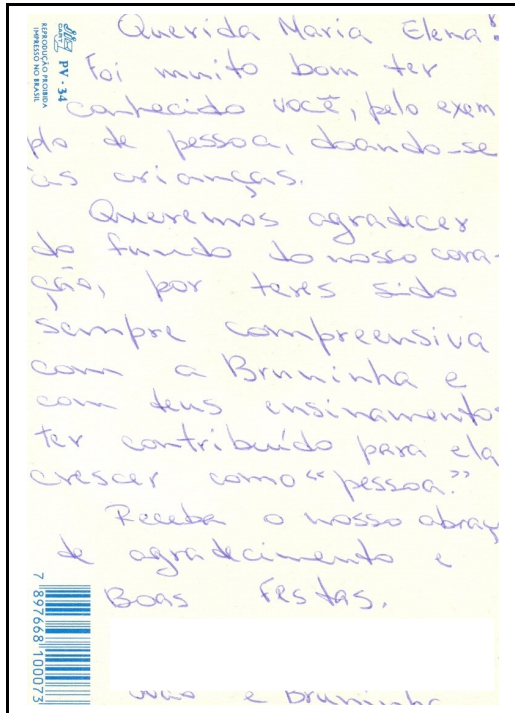 Querida Maria Elena!
Foi muito bom ter
conhecido você, pelo exem
plo de pessoa, doando-se
às crianças.
Queremos agradecer
do fundo do nosso cora-
ção, por teres sido
sempre compreensiva
com a Bruninha e
com teus ensinamento
ter contribuído para ela
crescer como "pessoa."
Receba o nosso abraç
de agradecimento e
Boas Festas.
e Bruninha
CART
PV - 34
REPRODUÇÃO PROIBIDA
IMPRESSO NO BRASIL
7 897668 100073